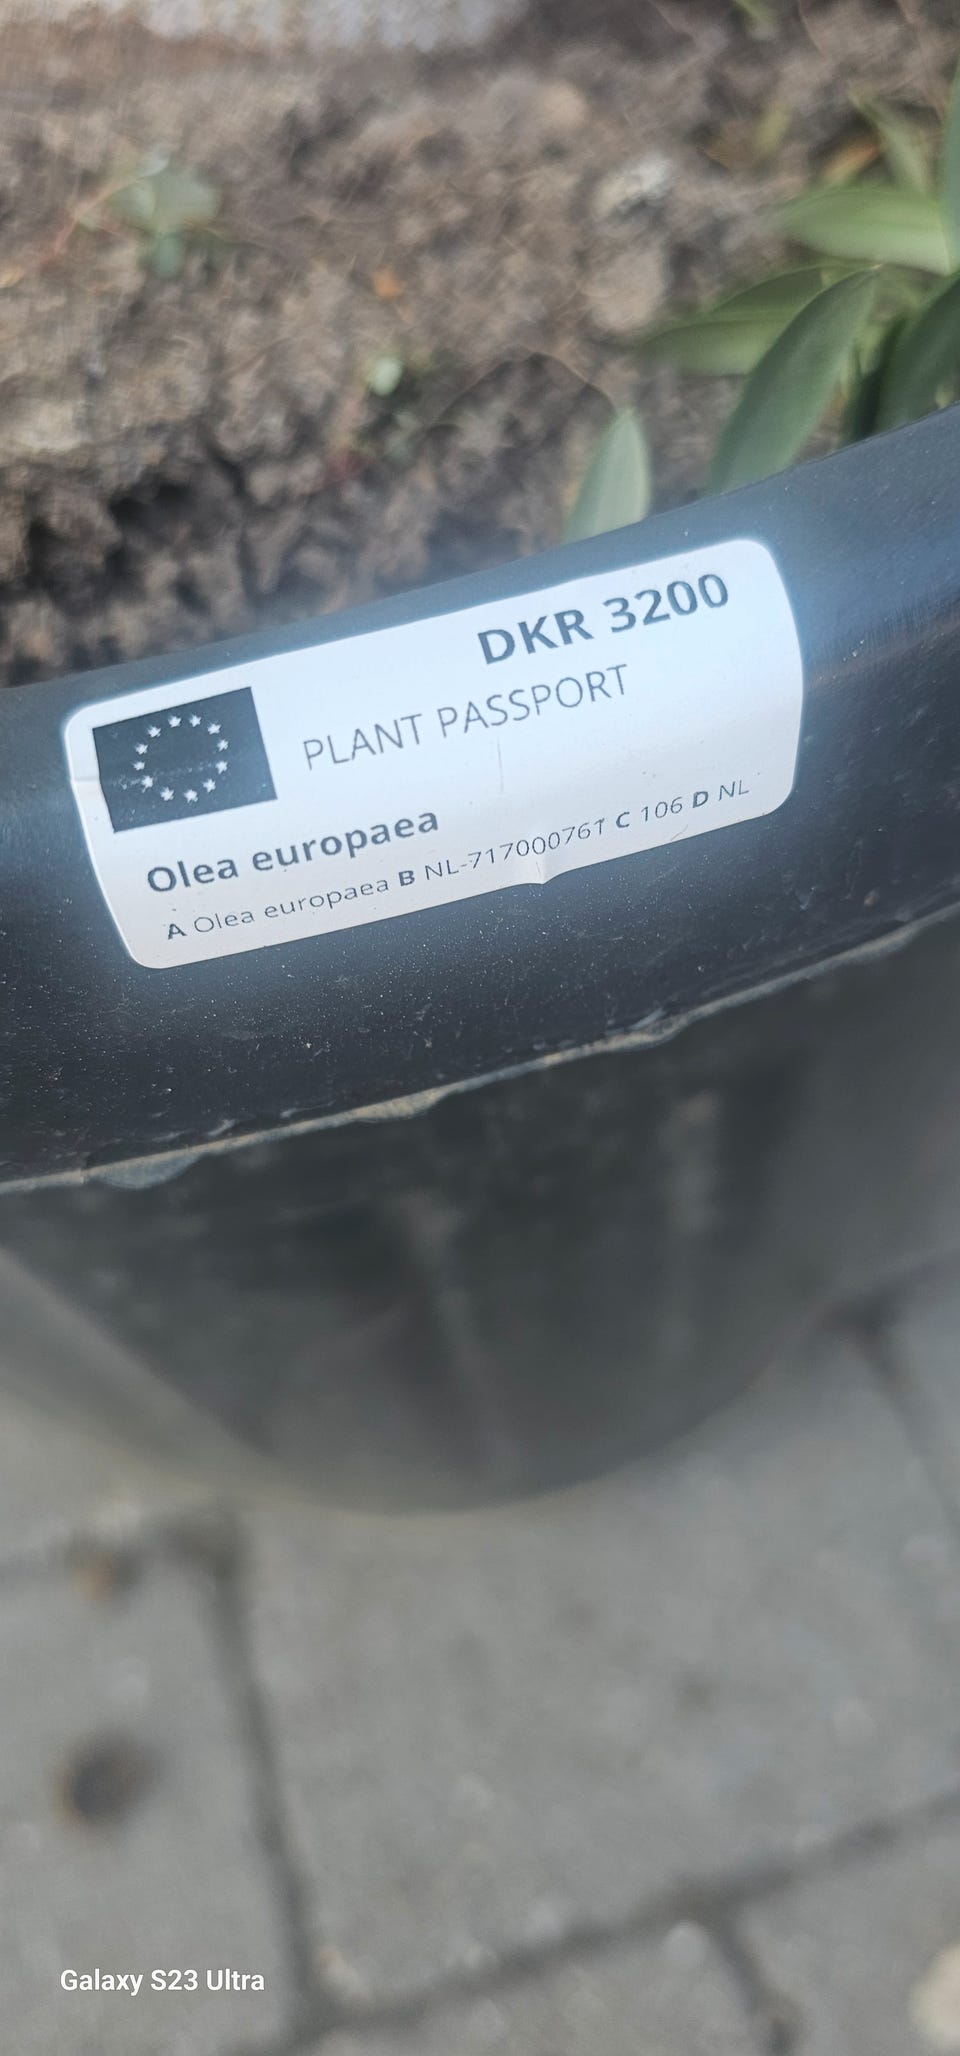 DKR 3200
PLANT PASSPORT
Olea europaea
A Olea europaea B NL-717000761 C 106 D NL
Galaxy S23 Ultra